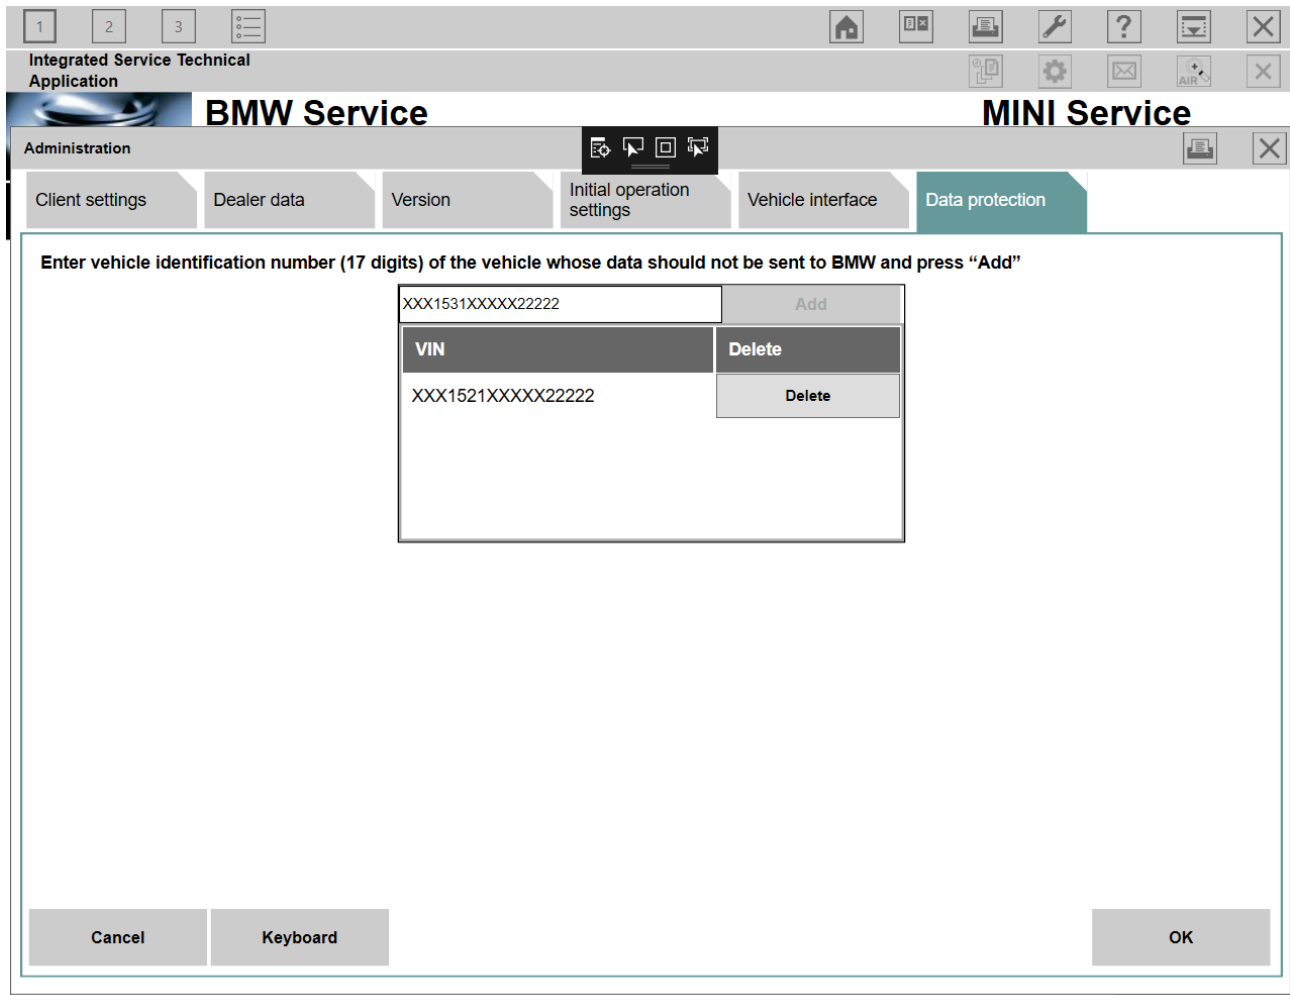 1 2 3
Integrated Service Technical
Application
AIR
BMW Service
MINI Service
Administration
Client settings
Dealer data
Version
Initial operation
settings
Vehicle interface
Data protection
Enter vehicle identification number (17 digits) of the vehicle whose data should not be sent to BMW and press “Add”
XXX1531XXXXX22222
Add
VIN
Delete
XXX1521XXXXX22222
Delete
Cancel
Keyboard
OK